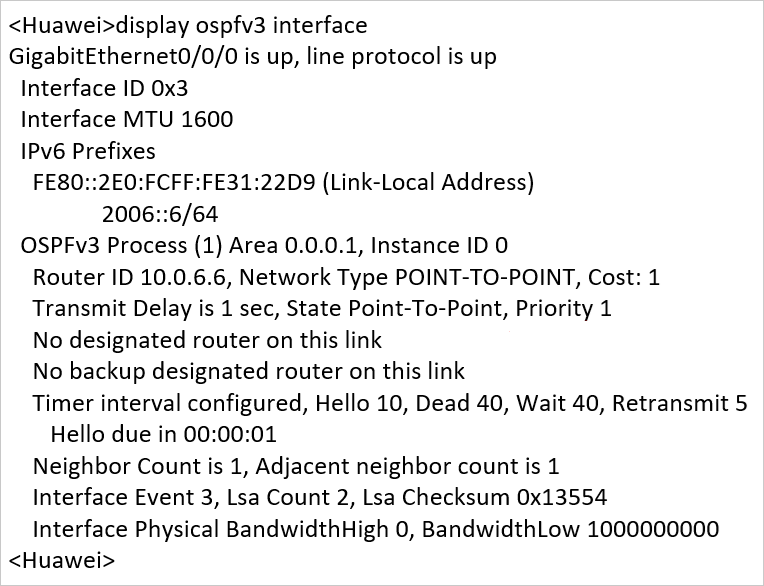 <Huawei>display ospfv3 interface
GigabitEthernet0/0/0 is up, line protocol is up
Interface ID 0x3
Interface MTU 1600
IPv6 Prefixes
FE80::2E0:FCFF:FE31:22D9 (Link-Local Address)
2006::6/64
OSPFv3 Process (1) Area 0.0.0.1, Instance ID 0
Router ID 10.0.6.6, Network Type POINT-TO-POINT, Cost: 1
Transmit Delay is 1 sec, State Point-To-Point, Priority 1
No designated router on this link
No backup designated router on this link
Timer interval configured, Hello 10, Dead 40, Wait 40, Retransmit 5
Hello due in 00:00:01
Neighbor Count is 1, Adjacent neighbor count is 1
Interface Event 3, Lsa Count 2, Lsa Checksum 0x13554
Interface Physical BandwidthHigh 0, BandwidthLow 1000000000
<Huawei>